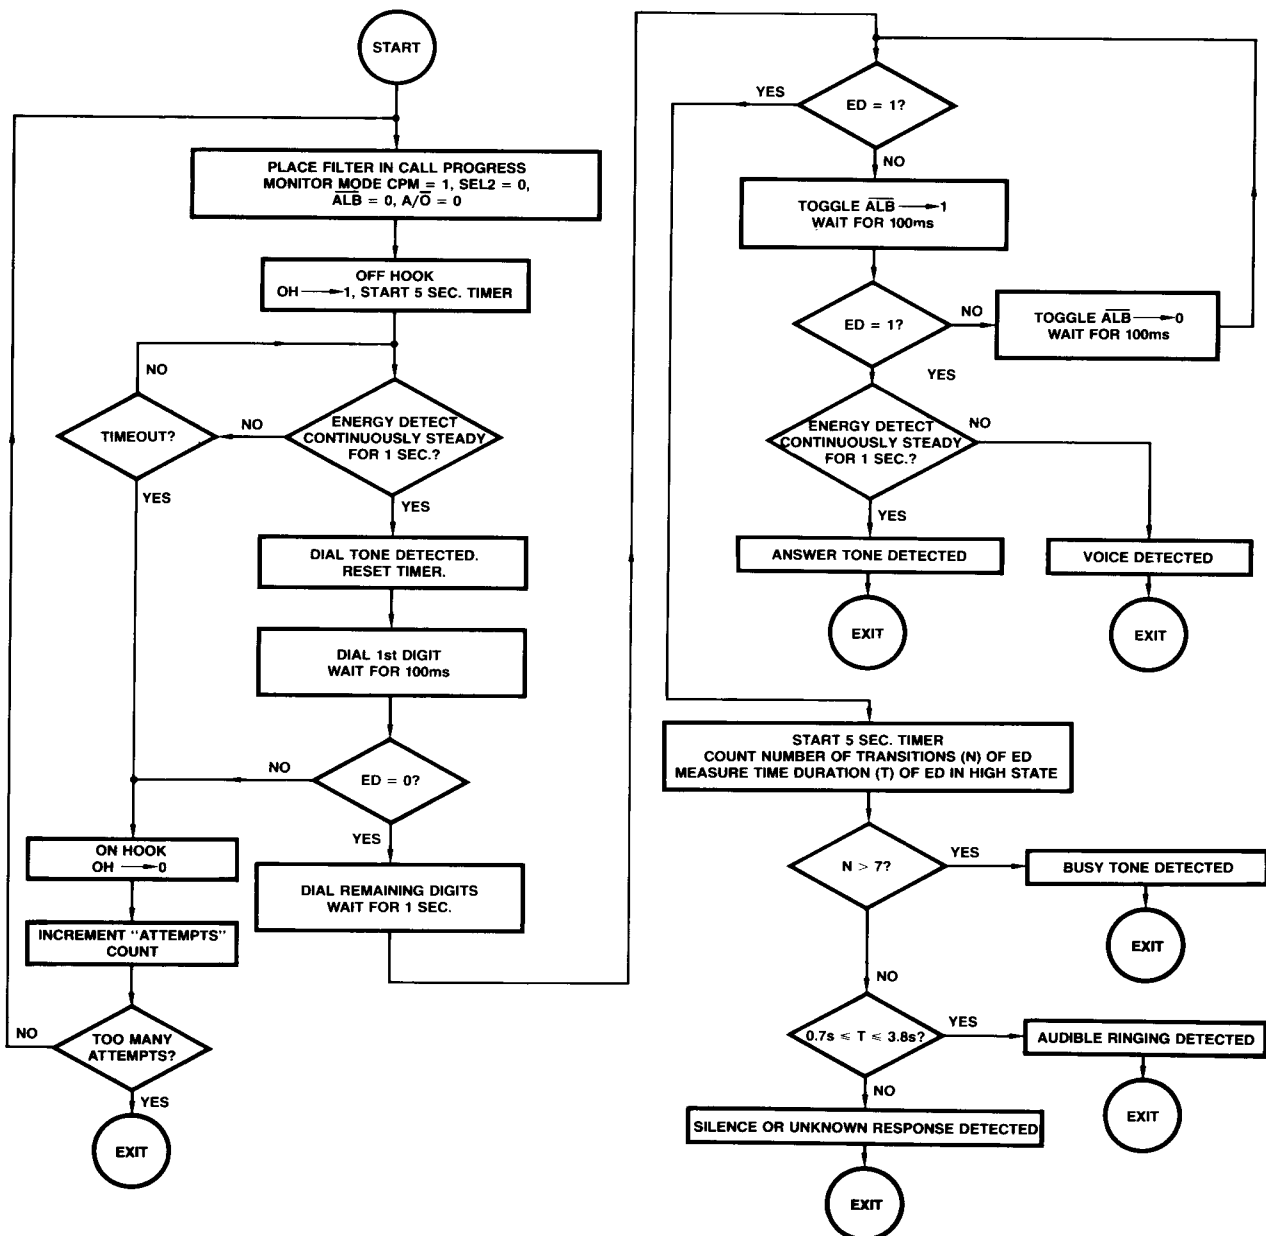 START
PLACE FILTER IN CALL PROGRESS
MONITOR MODE CPM = 1, SEL2 = 0,
A̅L̅B̅ = 0, A/O̅ = 0
OFF HOOK
OH → 1, START 5 SEC. TIMER
NO
TIMEOUT?
NO
ENERGY DETECT
CONTINUOUSLY STEADY
FOR 1 SEC.?
YES
YES
DIAL TONE DETECTED.
RESET TIMER.
DIAL 1st DIGIT
WAIT FOR 100ms
NO
ED = 0?
YES
ON HOOK
OH → 0
DIAL REMAINING DIGITS
WAIT FOR 1 SEC.
INCREMENT "ATTEMPTS"
COUNT
NO
TOO MANY
ATTEMPTS?
YES
EXIT
YES
ED = 1?
NO
TOGGLE A̅L̅B̅ → 1
WAIT FOR 100ms
ED = 1?
NO
TOGGLE A̅L̅B̅ → 0
WAIT FOR 100ms
YES
ENERGY DETECT
CONTINUOUSLY STEADY
FOR 1 SEC.?
NO
YES
ANSWER TONE DETECTED
VOICE DETECTED
EXIT
EXIT
START 5 SEC. TIMER
COUNT NUMBER OF TRANSITIONS (N) OF ED
MEASURE TIME DURATION (T) OF ED IN HIGH STATE
N > 7?
YES
BUSY TONE DETECTED
EXIT
NO
0.7s ≤ T ≤ 3.8s?
YES
AUDIBLE RINGING DETECTED
EXIT
NO
SILENCE OR UNKNOWN RESPONSE DETECTED
EXIT